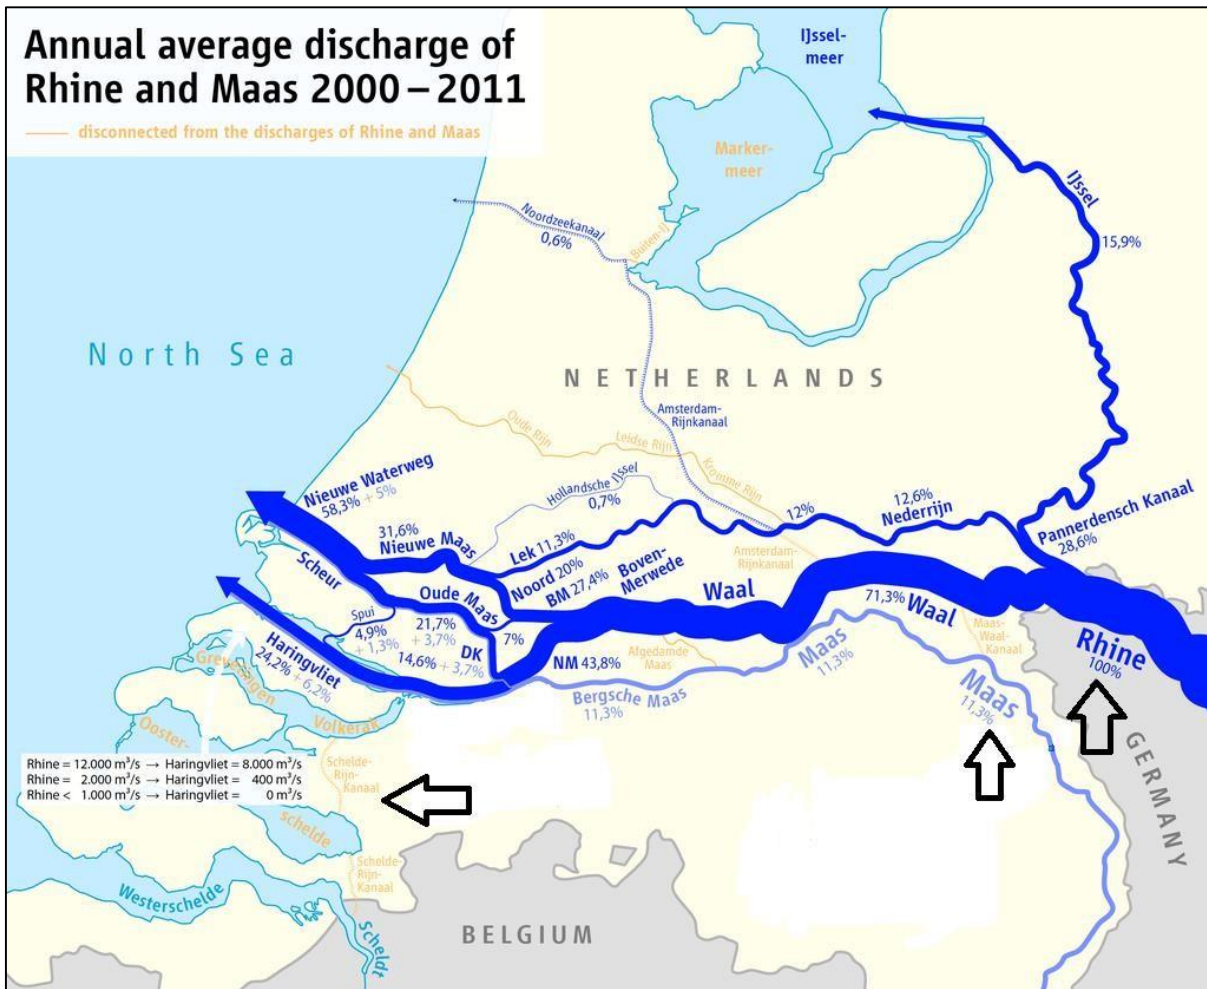 Annual average discharge of
Rhine and Maas 2000 – 2011
disconnected from the discharges of Rhine and Maas
IJssel-
meer
Marker-
meer
IJssel
15,9%
Noordzeekanaal
0,6%
Buiten-IJ
North Sea
NETHERLANDS
Amsterdam-
Rijnkanaal
Oude Rijn
Leidse Rijn
Kromme Rijn
Nieuwe Waterweg
58,3% + 5%
Hollandsche IJssel
0,7%
12,6%
Nederrijn
12%
Pannerdensch Kanaal
28,6%
31,6%
Nieuwe Maas
Lek 11,3%
Amsterdam-
Rijnkanaal
Scheur
Noord 20%
BM 27,4%
Boven-
Merwede
Oude Maas
Waal
71,3% Waal
Spui
4,9%
+ 1,3%
21,7%
+ 3,7%
7%
DK
14,6% + 3,7%
Maas-
Waal-
Kanaal
Rhine
100%
Haringvliet
24,2% + 6,2%
NM 43,8%
Afgedamde
Maas
Maas
11,3%
Maas
11,3%
Bergsche Maas
11,3%
Grevelingen
Volkerak
Ooster-
schelde
Rhine = 12.000 m³/s → Haringvliet = 8.000 m³/s
Rhine = 2.000 m³/s → Haringvliet = 400 m³/s
Rhine < 1.000 m³/s → Haringvliet = 0 m³/s
Schelde-
Rijn-
Kanaal
GERMANY
Schelde-
Rijn-
Kanaal
Westerschelde
Scheldt
BELGIUM